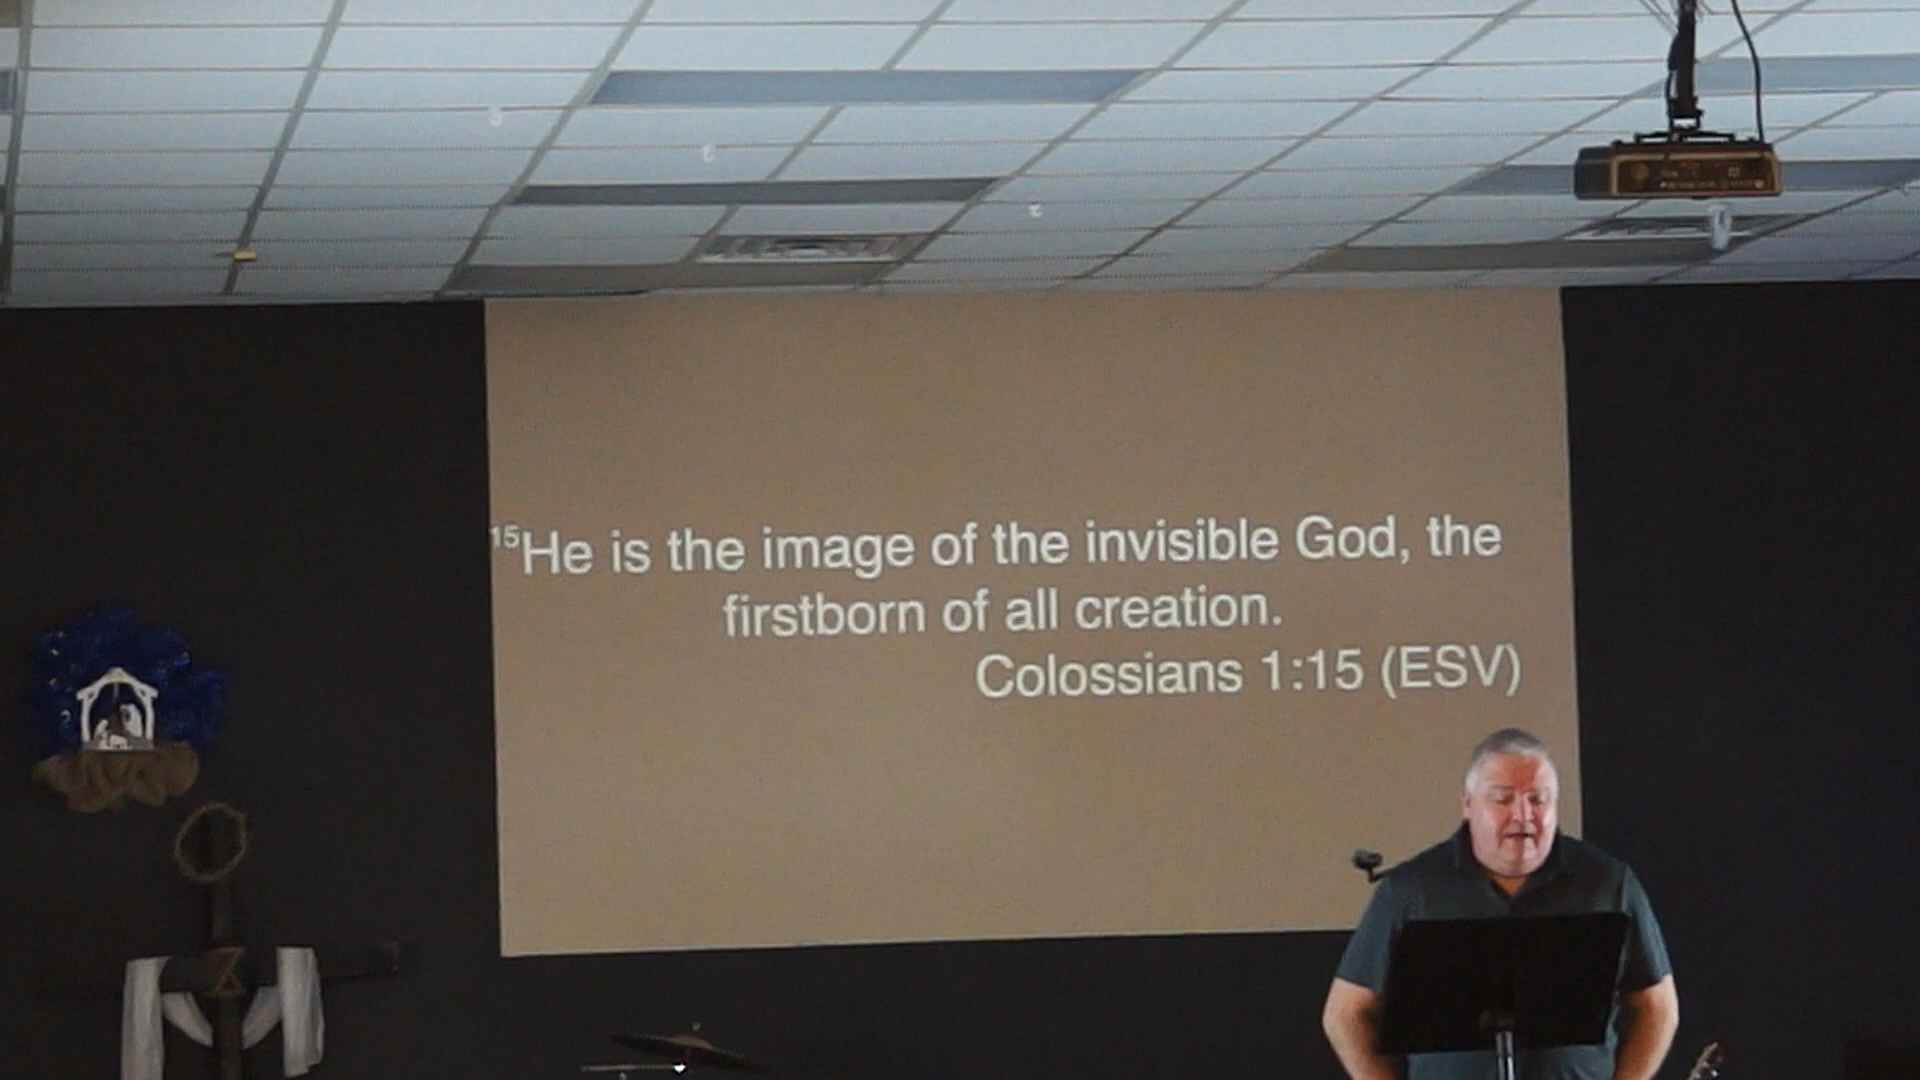 ¹⁵He is the image of the invisible God, the
firstborn of all creation.
Colossians 1:15 (ESV)